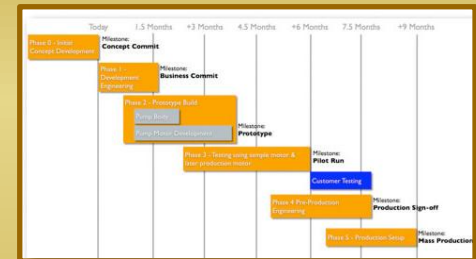 Today 1.5 Months +3 Months 4.5 Months +6 Months 7.5 Months +9 Months
Phase 0 - Initial
Concept Development
Milestone:
Concept Commit
Phase 1 -
Development
Engineering
Milestone:
Business Commit
Phase 2 - Prototype Build
Pump Body
Pump Motor Development
Milestone:
Prototype
Phase 3 - Testing using sample motor &
later production motor
Milestone:
Pilot Run
Customer Testing
Phase 4 Pre-Production
Engineering
Milestone:
Production Sign-off
Phase 5 - Production Setup
Milestone:
Mass Production